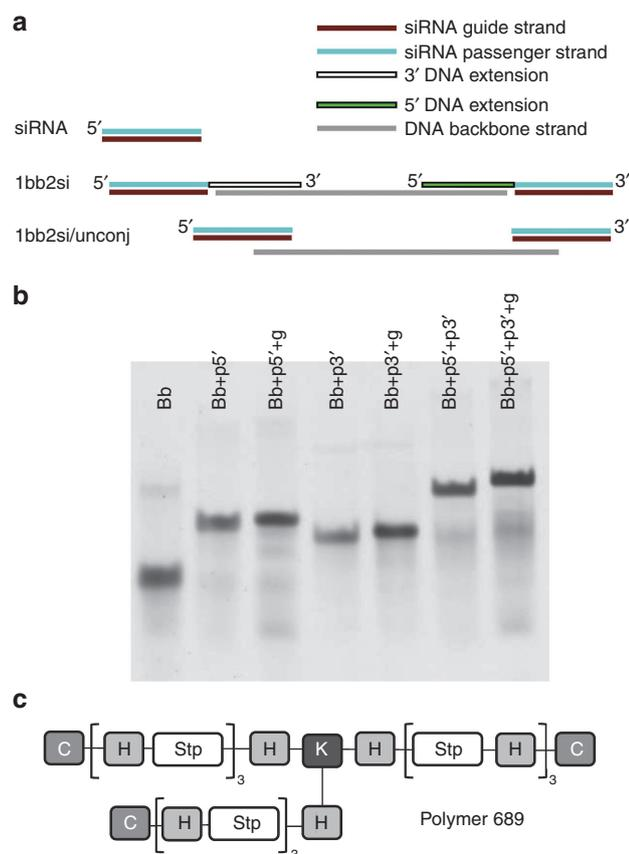 a
siRNA guide strand
siRNA passenger strand
3′ DNA extension
5′ DNA extension
DNA backbone strand
siRNA 5′
1bb2si 5′ 3′ 5′ 3′
1bb2si/unconj 5′ 3′
b
Bb
Bb+p5′
Bb+p5′+g
Bb+p3′
Bb+p3′+g
Bb+p5′+p3′
Bb+p5′+p3′+g
c
C H Stp 3 H K H Stp H 3 C
C H Stp 3 H
Polymer 689